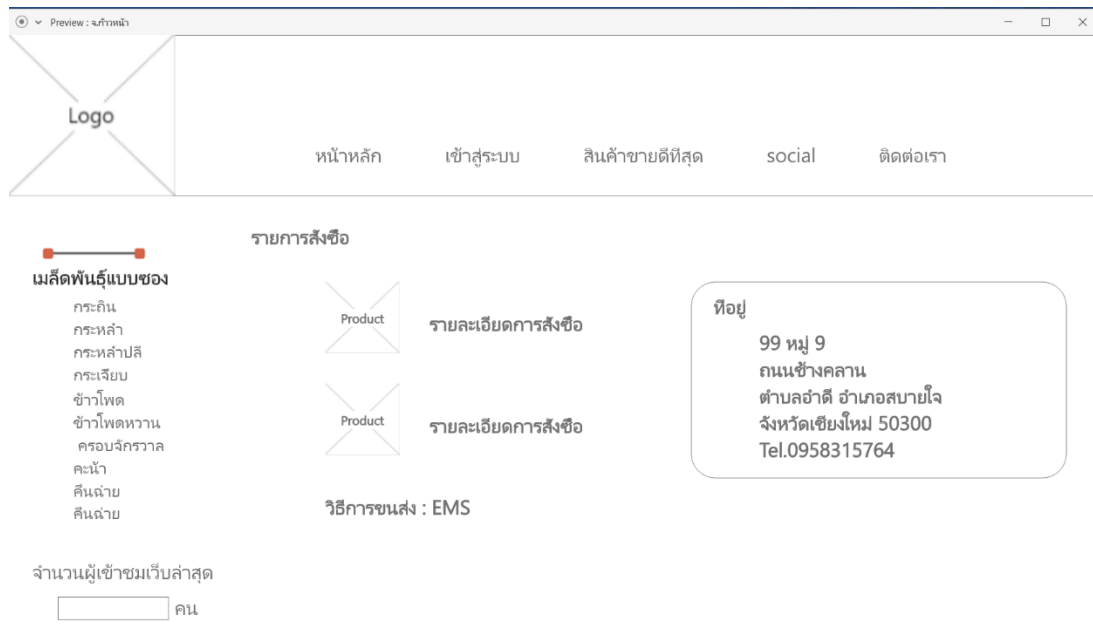 Preview : จ.ก้าวหน้า
Logo
หน้าหลัก เข้าสู่ระบบ สินค้าขายดีที่สุด social ติดต่อเรา
รายการสั่งซื้อ
เมล็ดพันธุ์แบบซอง
กระถิน
กระหล่ำ
กระหล่ำปลี
กระเจียบ
ข้าวโพด
ข้าวโพดหวาน
ครอบจักรวาล
คะน้า
คึนฉ่าย
คึนฉ่าย
จำนวนผู้เข้าชมเว็บล่าสุด
คน
Product รายละเอียดการสั่งซื้อ
Product รายละเอียดการสั่งซื้อ
วิธีการขนส่ง : EMS
ที่อยู่
99 หมู่ 9
ถนนช้างคลาน
ตำบลอำดี อำเภอสบายใจ
จังหวัดเชียงใหม่ 50300
Tel.0958315764